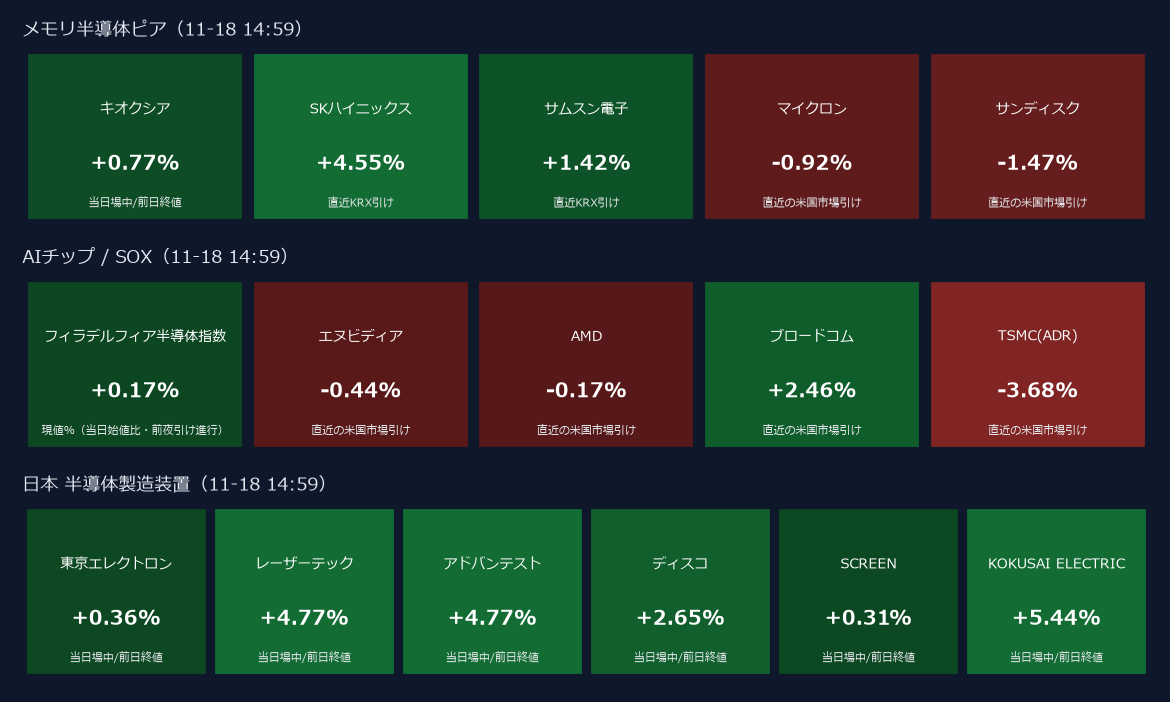 メモリ半導体ピア（11-18 14:59）
キオクシア
+0.77%
当日場中/前日終値
SKハイニックス
+4.55%
直近KRX引け
サムスン電子
+1.42%
直近KRX引け
マイクロン
-0.92%
直近の米国市場引け
サンディスク
-1.47%
直近の米国市場引け
AIチップ / SOX（11-18 14:59）
フィラデルフィア半導体指数
+0.17%
現値%（当日始値比・前夜引け進行）
エヌビディア
-0.44%
直近の米国市場引け
AMD
-0.17%
直近の米国市場引け
ブロードコム
+2.46%
直近の米国市場引け
TSMC(ADR)
-3.68%
直近の米国市場引け
日本 半導体製造装置（11-18 14:59）
東京エレクトロン
+0.36%
当日場中/前日終値
レーザーテック
+4.77%
当日場中/前日終値
アドバンテスト
+4.77%
当日場中/前日終値
ディスコ
+2.65%
当日場中/前日終値
SCREEN
+0.31%
当日場中/前日終値
KOKUSAI ELECTRIC
+5.44%
当日場中/前日終値